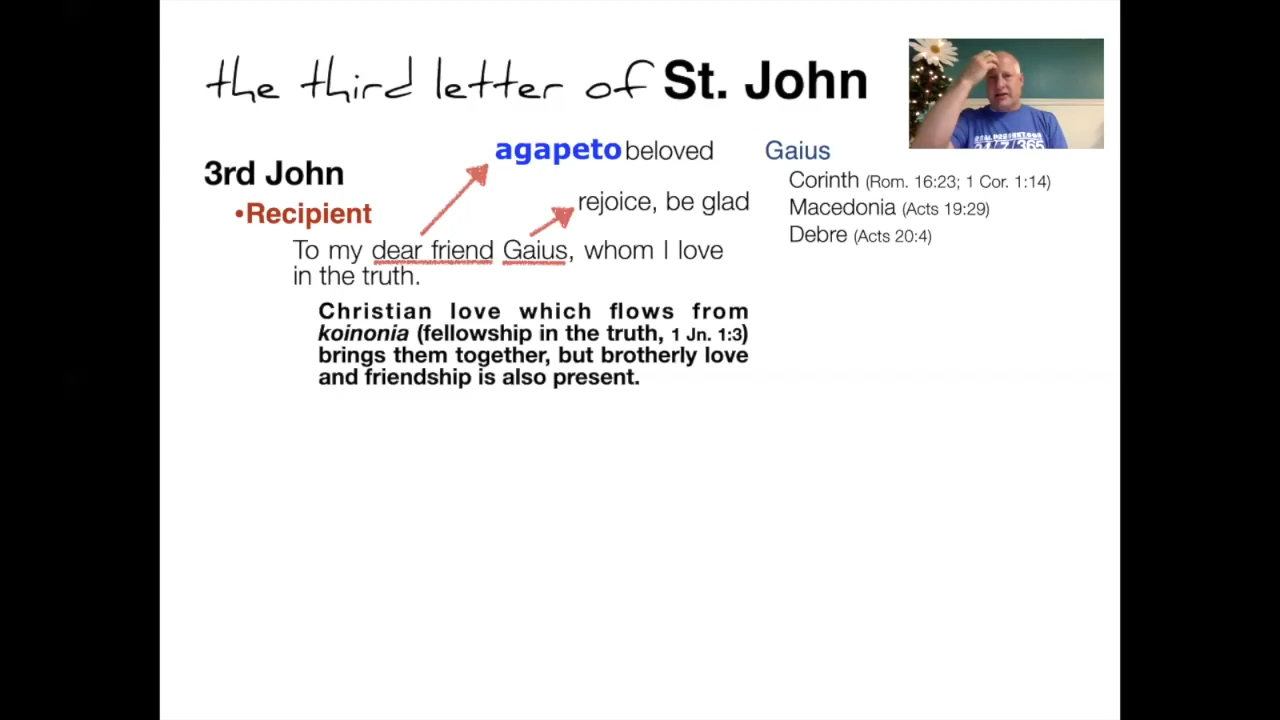 the third letter of St. John
3rd John
•Recipient
agapeto beloved
rejoice, be glad
To my dear friend Gaius, whom I love
in the truth.
Christian love which flows from
koinonia (fellowship in the truth, 1 Jn. 1:3)
brings them together, but brotherly love
and friendship is also present.
Gaius
Corinth (Rom. 16:23; 1 Cor. 1:14)
Macedonia (Acts 19:29)
Debre (Acts 20:4)
24/7/365